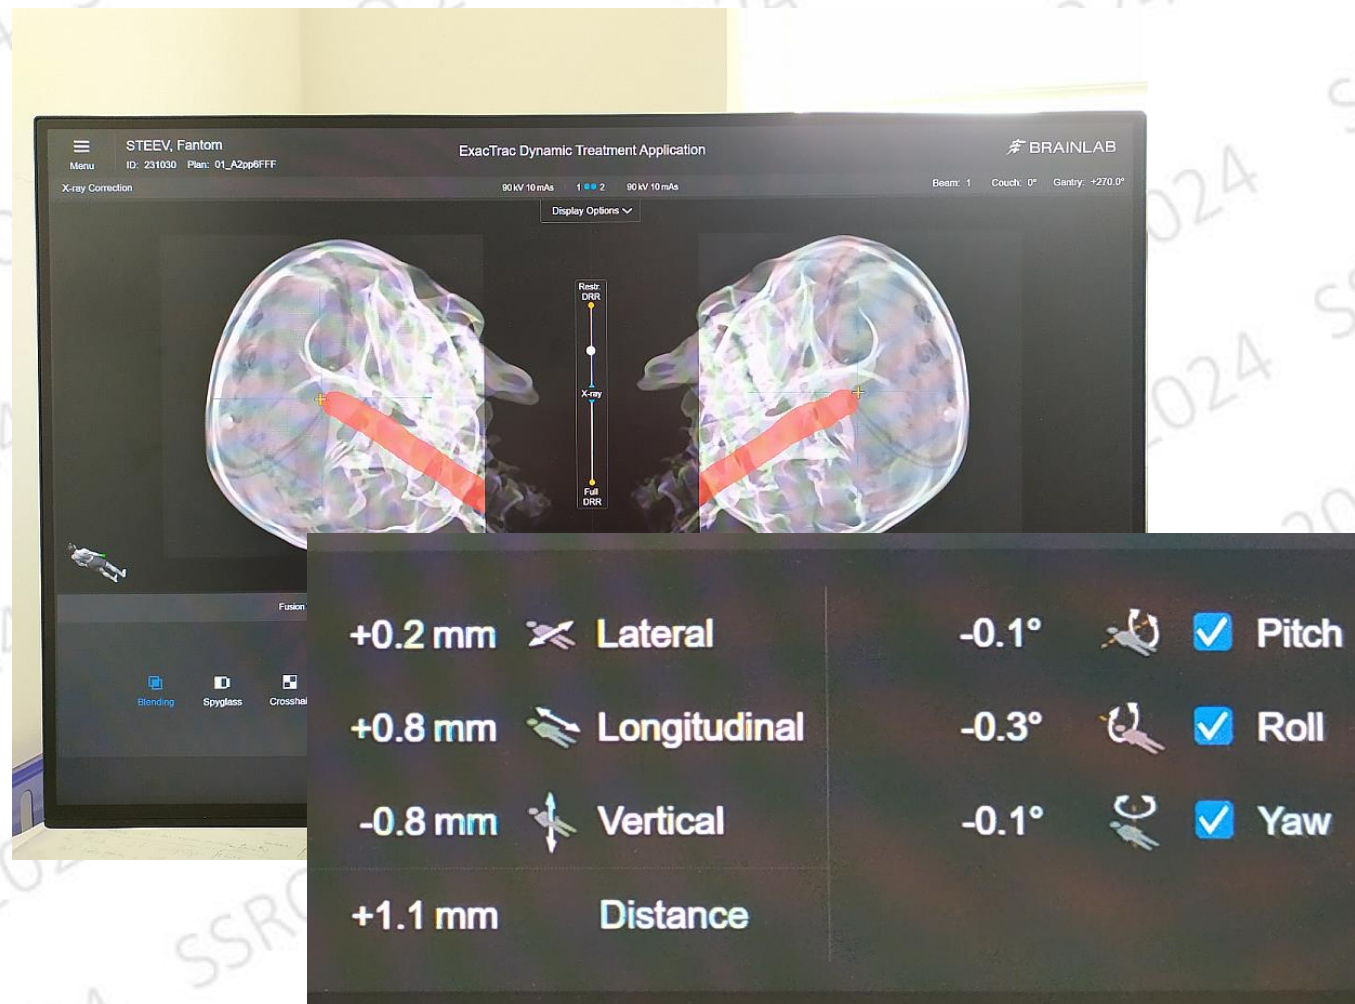 Menu
STEEV, Fantom
ID: 231030 Plan: 01_A2pp6FFF
ExacTrac Dynamic Treatment Application
BRAINLAB
X-ray Correction
90 kV 10 mAs 1 2 90 kV 10 mAs
Beam: 1 Couch: 0° Gantry: +270.0°
Display Options
Restr.
DRR
X-ray
Full
DRR
Fusion
Blending
Spyglass
+0.2 mm Lateral
+0.8 mm Longitudinal
-0.8 mm Vertical
+1.1 mm Distance
-0.1° Pitch
-0.3° Roll
-0.1° Yaw
SSRO